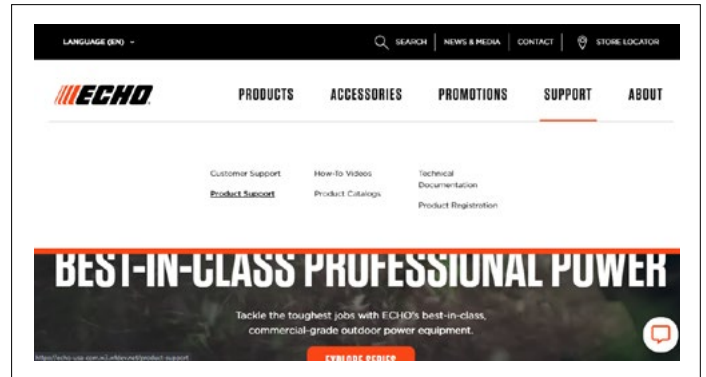 LANGUAGE (EN)
SEARCH NEWS & MEDIA CONTACT STORE LOCATOR
ECHO PRODUCTS ACCESSORIES PROMOTIONS SUPPORT ABOUT
Customer Support How-To Videos Technical Documentation
Product Support Product Catalogs Product Registration
BEST-IN-CLASS PROFESSIONAL POWER
Tackle the toughest jobs with ECHO's best-in-class,
commercial-grade outdoor power equipment.
EXPLORE SERIES